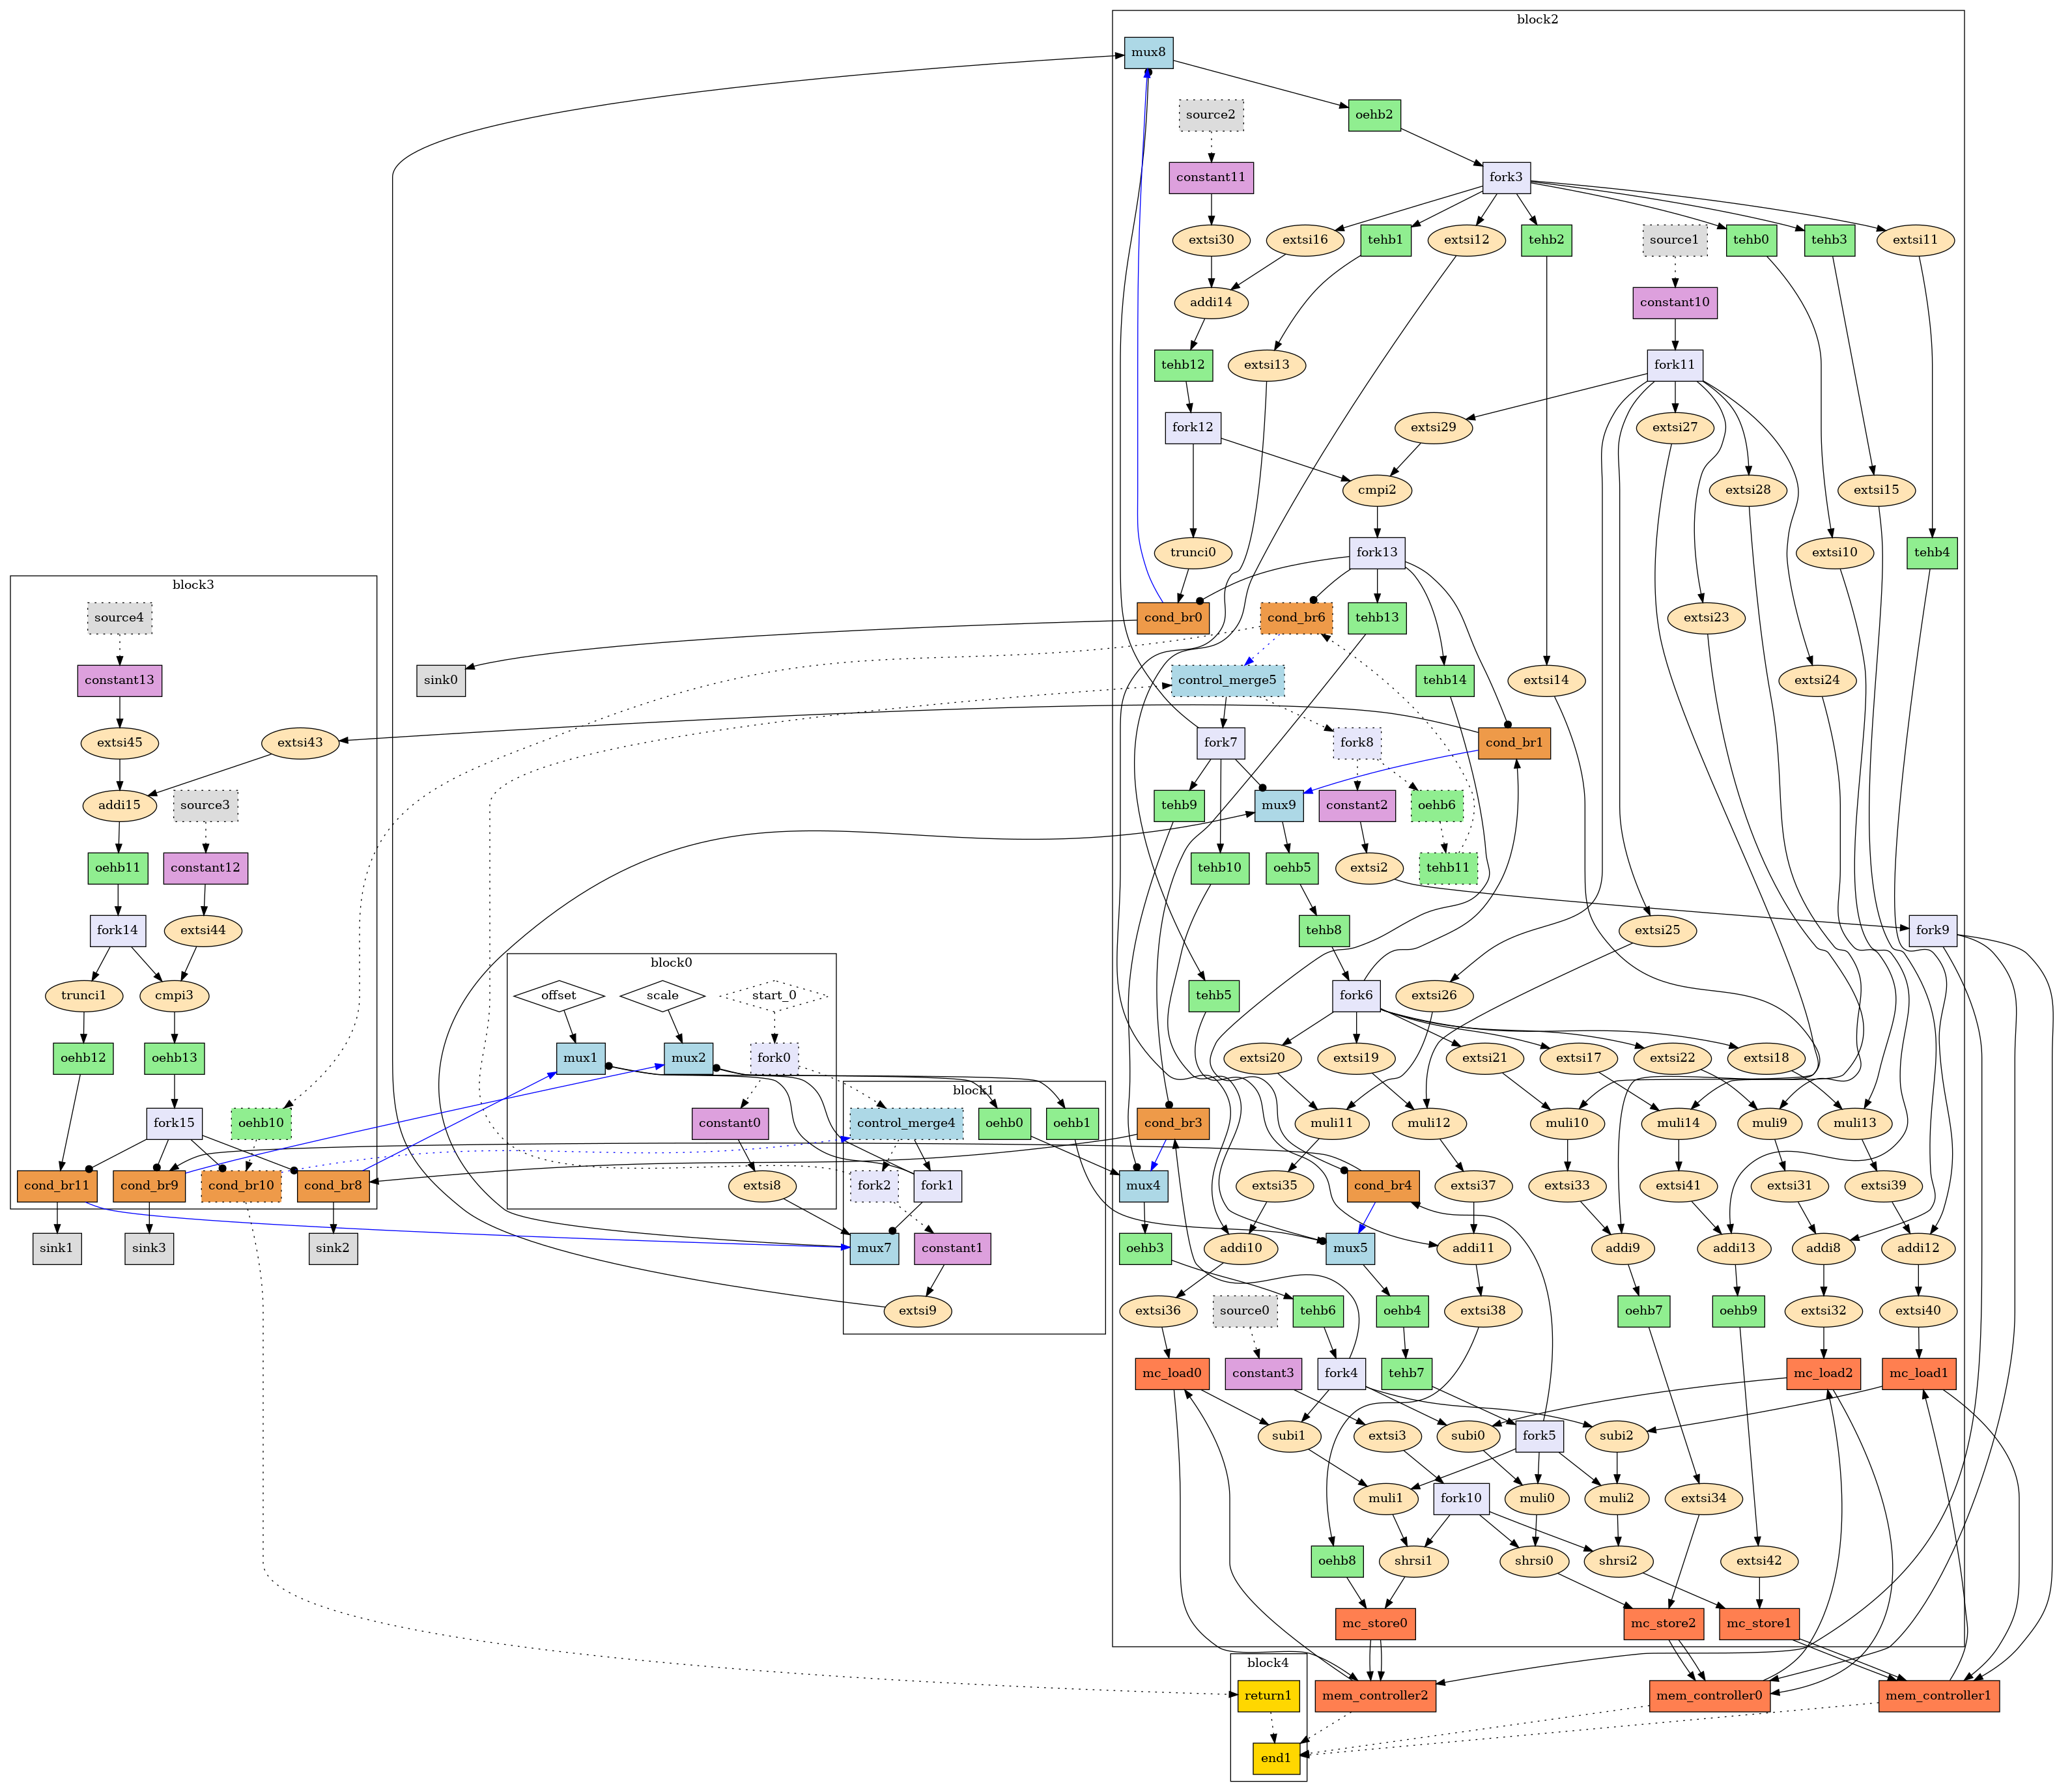 block2
mux8
source2
oehb2
constant11
fork3
extsi30
extsi16
tehb1
extsi12
tehb2
source1
tehb0
tehb3
extsi11
addi14
constant10
tehb12
extsi13
fork11
fork12
extsi29
extsi27
cmpi2
extsi28
extsi15
trunci0
fork13
extsi10
tehb4
block3
source4
cond_br0
cond_br6
tehb13
extsi23
constant13
sink0
control_merge5
tehb14
extsi14
extsi24
extsi45
extsi43
fork7
fork8
cond_br1
addi15
source3
tehb9
mux9
constant2
oehb6
oehb11
constant12
tehb10
oehb5
extsi2
tehb11
fork14
extsi44
tehb8
extsi25
fork9
block0
trunci1
cmpi3
offset
scale
start_0
tehb5
fork6
extsi26
oehb12
oehb13
mux1
mux2
fork0
extsi20
extsi19
extsi21
extsi17
extsi22
extsi18
block1
fork15
oehb10
constant0
control_merge4
oehb0
oehb1
cond_br3
muli11
muli12
muli10
muli14
muli9
muli13
cond_br11
cond_br9
cond_br10
cond_br8
extsi8
fork2
fork1
mux4
extsi35
cond_br4
extsi37
extsi33
extsi41
extsi31
extsi39
sink1
sink3
sink2
mux7
constant1
oehb3
addi10
mux5
addi11
addi9
addi13
addi8
addi12
extsi9
extsi36
source0
tehb6
oehb4
extsi38
oehb7
oehb9
extsi32
extsi40
mc_load0
constant3
fork4
tehb7
mc_load2
mc_load1
subi1
extsi3
subi0
fork5
subi2
muli1
fork10
muli0
muli2
extsi34
oehb8
shrsi1
shrsi0
shrsi2
extsi42
mc_store0
mc_store2
mc_store1
block4
return1
mem_controller2
mem_controller0
mem_controller1
end1